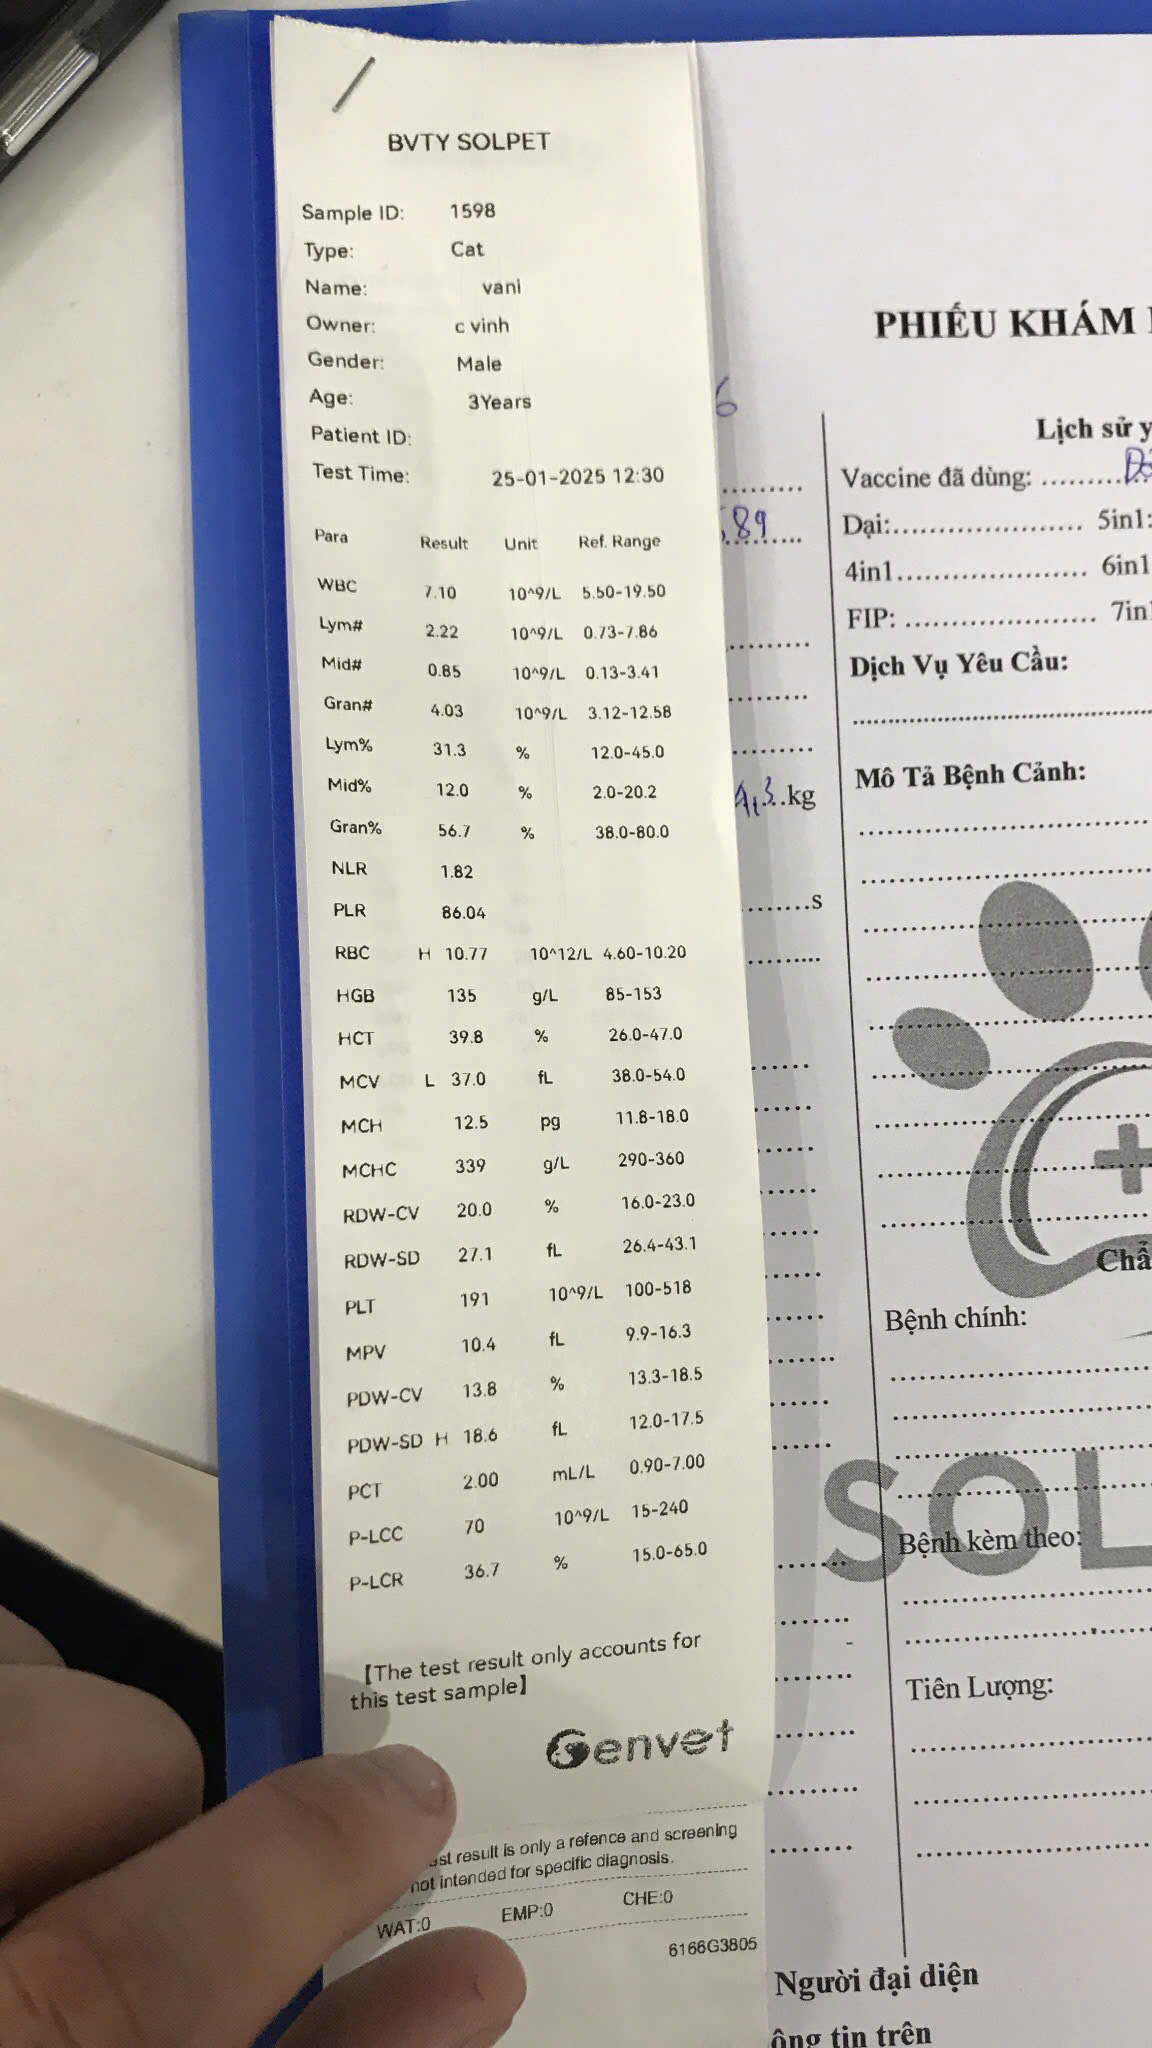 BVTY SOLPET
Sample ID: 1598
Type: Cat
Name: vani
Owner: c vinh
Gender: Male
Age: 3Years
Patient ID:
Test Time: 25-01-2025 12:30
Para Result Unit Ref. Range
WBC 7.10 10^9/L 5.50-19.50
Lym# 2.22 10^9/L 0.73-7.86
Mid# 0.85 10^9/L 0.13-3.41
Gran# 4.03 10^9/L 3.12-12.58
Lym% 31.3 % 12.0-45.0
Mid% 12.0 % 2.0-20.2
Gran% 56.7 % 38.0-80.0
NLR 1.82
PLR 86.04
RBC H 10.77 10^12/L 4.60-10.20
HGB 135 g/L 85-153
HCT 39.8 % 26.0-47.0
MCV L 37.0 fL 38.0-54.0
MCH 12.5 pg 11.8-18.0
MCHC 339 g/L 290-360
RDW-CV 20.0 % 16.0-23.0
RDW-SD 27.1 fL 26.4-43.1
PLT 191 10^9/L 100-518
MPV 10.4 fL 9.9-16.3
PDW-CV 13.8 % 13.3-18.5
PDW-SD H 18.6 fL 12.0-17.5
PCT 2.00 mL/L 0.90-7.00
P-LCC 70 10^9/L 15-240
P-LCR 36.7 % 15.0-65.0
【The test result only accounts for
this test sample】
Genvet
result is only a refence and screening
not intended for specific diagnosis.
WAT:0 EMP:0 CHE:0
6166G3805
6
89
4,3 kg
s
PHIẾU KHÁM
Lịch sử y
Vaccine đã dùng: ........
Dại:.................... 5in1:
4in1.................... 6in1
FIP: .................... 7in
Dịch Vụ Yêu Cầu:
Mô Tả Bệnh Cảnh:
Chẩ
Bệnh chính:
SOL
Bệnh kèm theo:
Tiên Lượng:
Người đại diện
ông tin trên